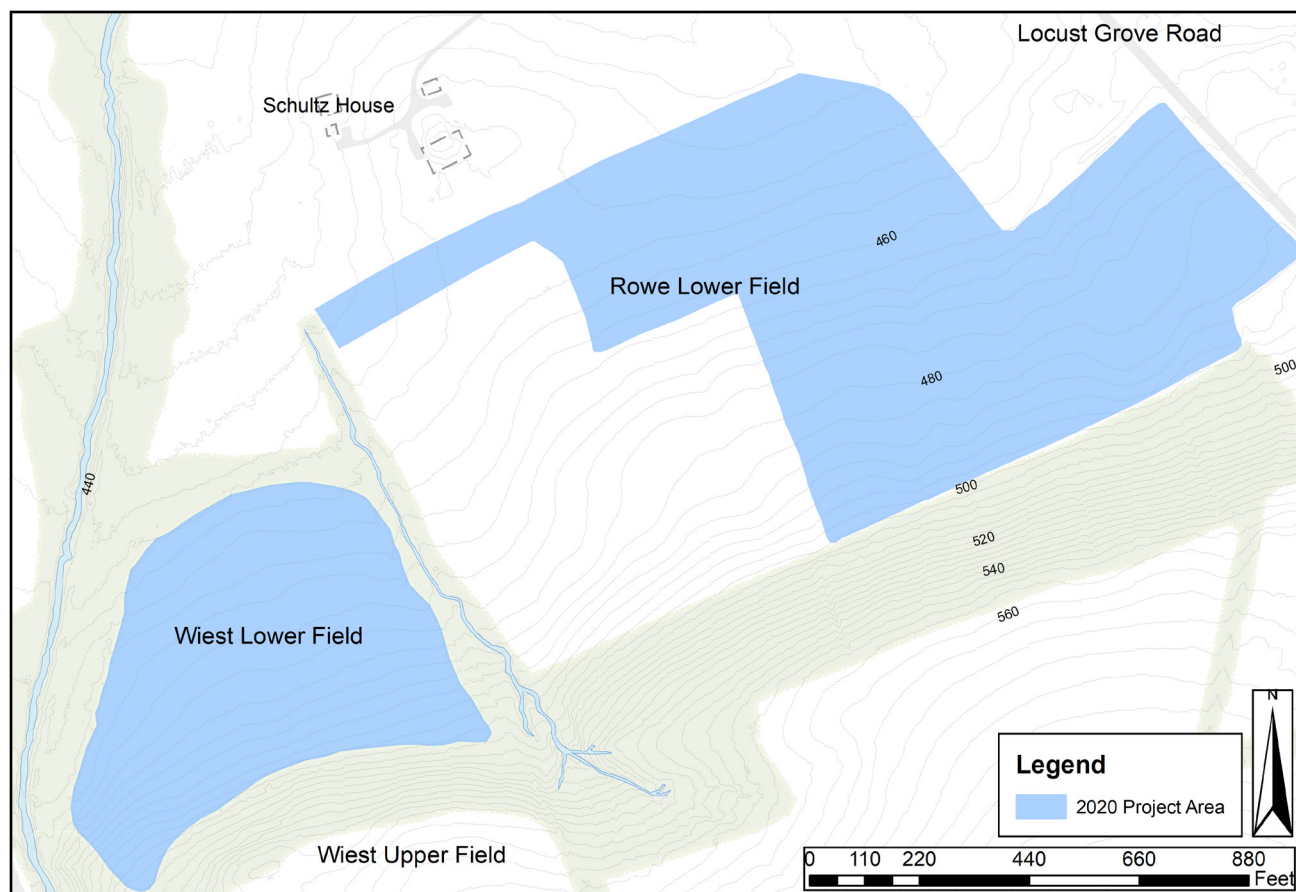 Locust Grove Road
Schultz House
460
Rowe Lower Field
500
480
440
500
520
540
560
Wiest Lower Field
Wiest Upper Field
N
Legend
2020 Project Area
0 110 220 440 660 880
Feet